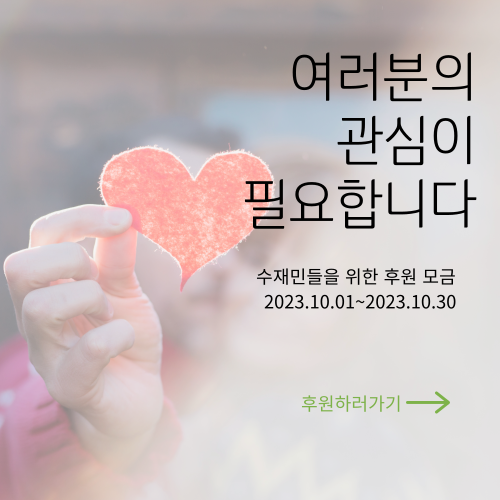 여러분의
관심이
필요합니다
수재민들을 위한 후원 모금
2023.10.01~2023.10.30
후원하러가기